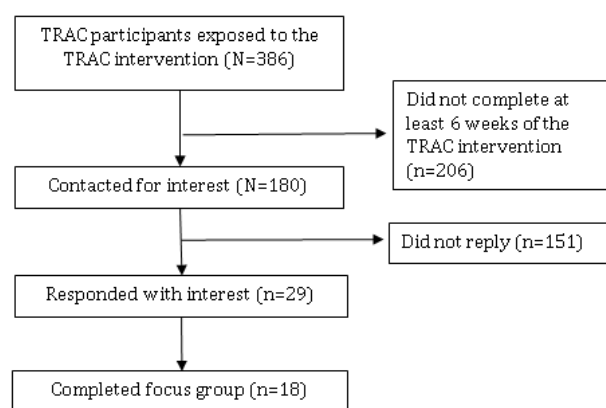 TRAC participants exposed to the
TRAC intervention (N=386)
Did not complete at
least 6 weeks of the
TRAC intervention
(n=206)
Contacted for interest (N=180)
Did not reply (n=151)
Responded with interest (n=29)
Completed focus group (n=18)